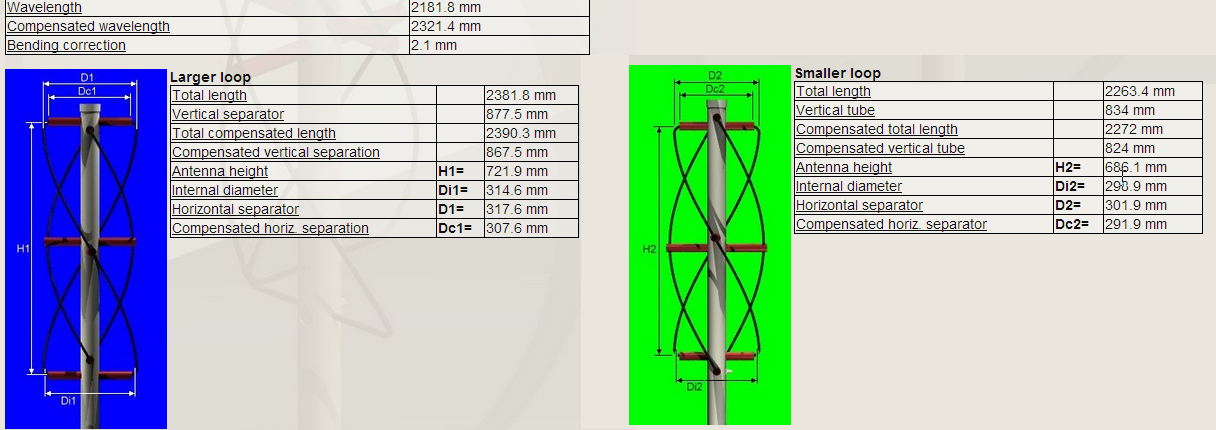 Wavelength 2181.8 mm
Compensated wavelength 2321.4 mm
Bending correction 2.1 mm
D1
Dc1
H1
Di1
Larger loop
Total length 2381.8 mm
Vertical separator 877.5 mm
Total compensated length 2390.3 mm
Compensated vertical separation 867.5 mm
Antenna height H1= 721.9 mm
Internal diameter Di1= 314.6 mm
Horizontal separator D1= 317.6 mm
Compensated horiz. separation Dc1= 307.6 mm
D2
Dc2
H2
Di2
Smaller loop
Total length 2263.4 mm
Vertical tube 834 mm
Compensated total length 2272 mm
Compensated vertical tube 824 mm
Antenna height H2= 686.1 mm
Internal diameter Di2= 298.9 mm
Horizontal separator D2= 301.9 mm
Compensated horiz. separator Dc2= 291.9 mm